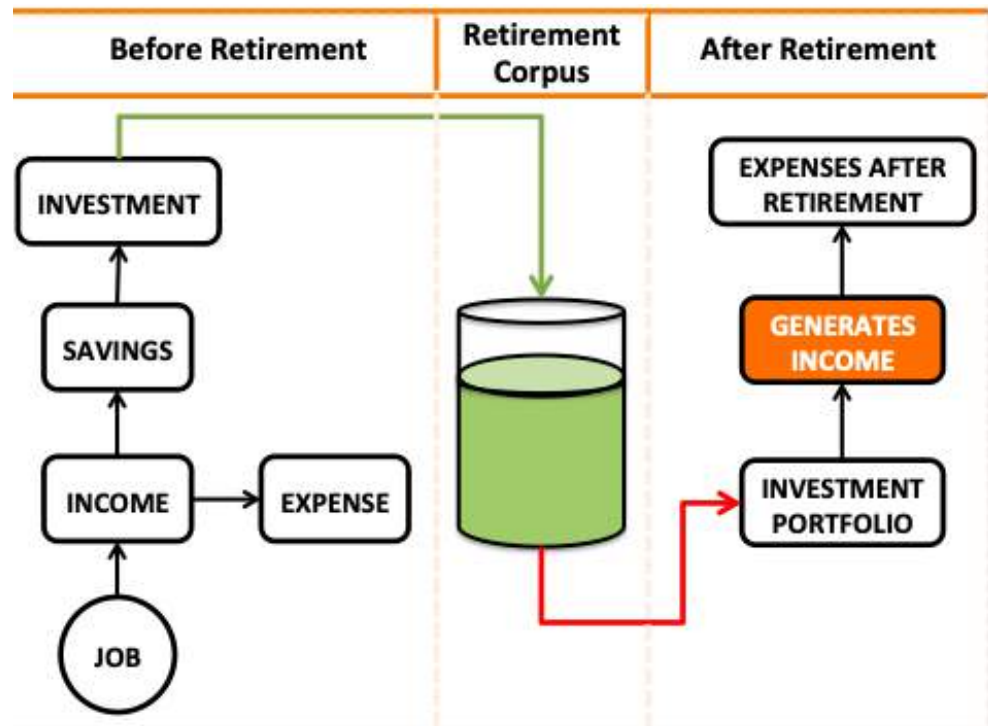 Before Retirement
Retirement
Corpus
After Retirement
INVESTMENT
SAVINGS
INCOME
EXPENSE
JOB
EXPENSES AFTER
RETIREMENT
GENERATES
INCOME
INVESTMENT
PORTFOLIO